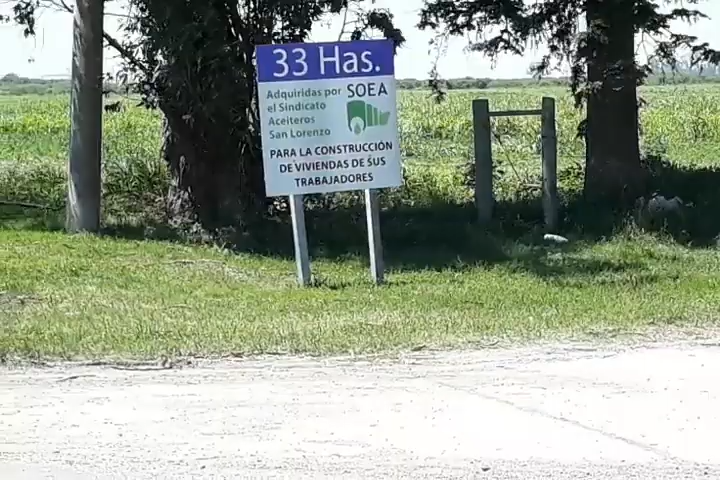 33 Has.
Adquiridas por
el Sindicato
Aceiteros
San Lorenzo
SOEA
PARA LA CONSTRUCCIÓN
DE VIVIENDAS DE SUS
TRABAJADORES